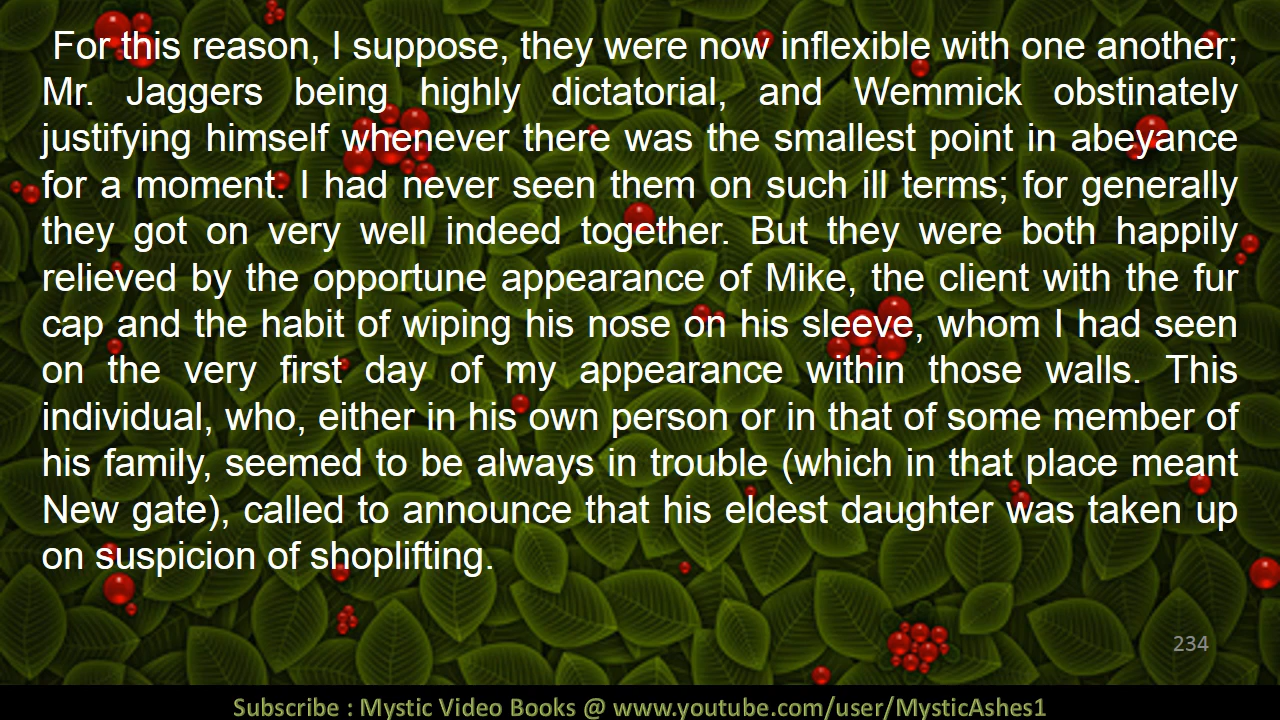 For this reason, I suppose, they were now inflexible with one another;
Mr. Jaggers being highly dictatorial, and Wemmick obstinately
justifying himself whenever there was the smallest point in abeyance
for a moment. I had never seen them on such ill terms; for generally
they got on very well indeed together. But they were both happily
relieved by the opportune appearance of Mike, the client with the fur
cap and the habit of wiping his nose on his sleeve, whom I had seen
on the very first day of my appearance within those walls. This
individual, who, either in his own person or in that of some member of
his family, seemed to be always in trouble (which in that place meant
New gate), called to announce that his eldest daughter was taken up
on suspicion of shoplifting.
234
Subscribe : Mystic Video Books @ www.youtube.com/user/MysticAshes1